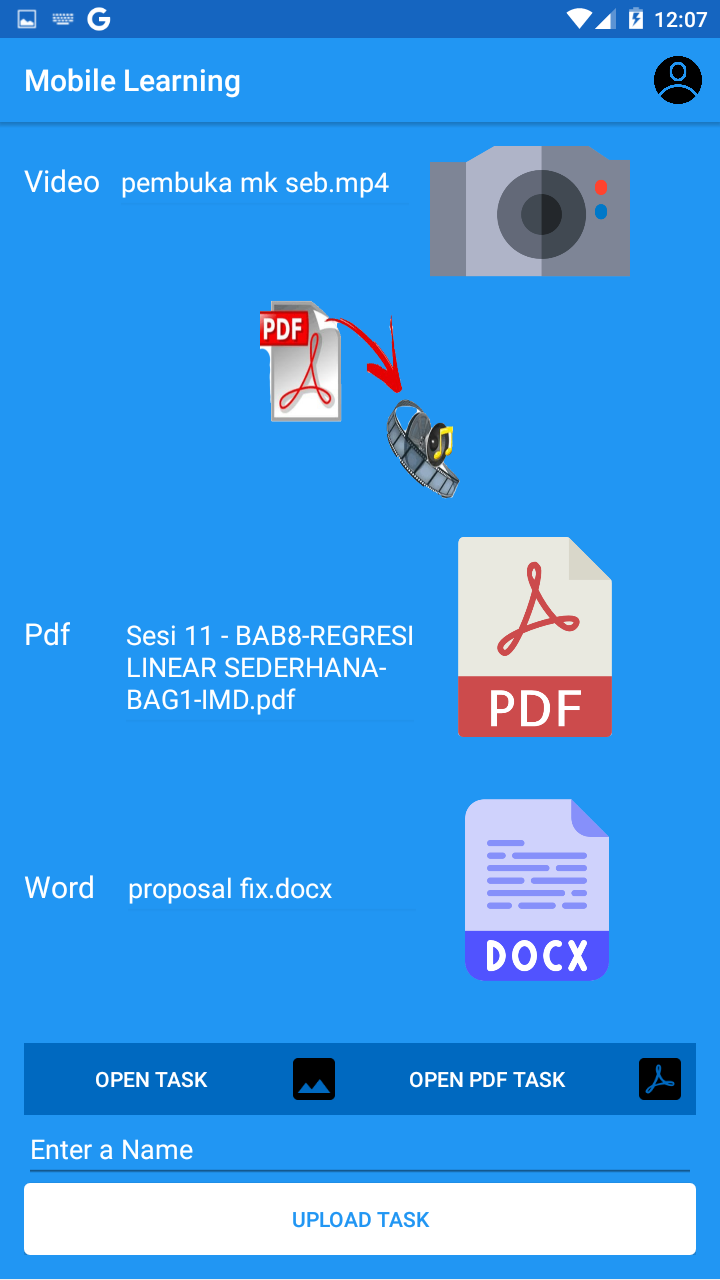 12:07
Mobile Learning
Video pembuka mk seb.mp4
PDF
Pdf
Sesi 11 - BAB8-REGRESI
LINEAR SEDERHANA-
BAG1-IMD.pdf
PDF
Word proposal fix.docx
DOCX
OPEN TASK OPEN PDF TASK
Enter a Name
UPLOAD TASK